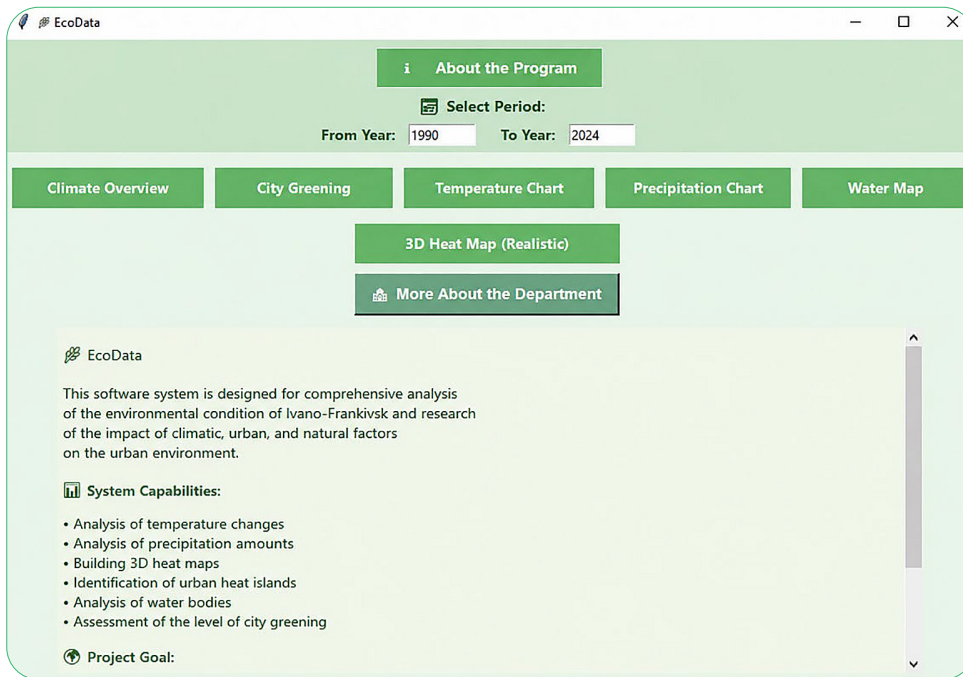 EcoData
i About the Program
Select Period:
From Year: 1990 To Year: 2024
Climate Overview City Greening Temperature Chart Precipitation Chart Water Map
3D Heat Map (Realistic)
More About the Department
EcoData
This software system is designed for comprehensive analysis
of the environmental condition of Ivano-Frankivsk and research
of the impact of climatic, urban, and natural factors
on the urban environment.
System Capabilities:
• Analysis of temperature changes
• Analysis of precipitation amounts
• Building 3D heat maps
• Identification of urban heat islands
• Analysis of water bodies
• Assessment of the level of city greening
Project Goal: